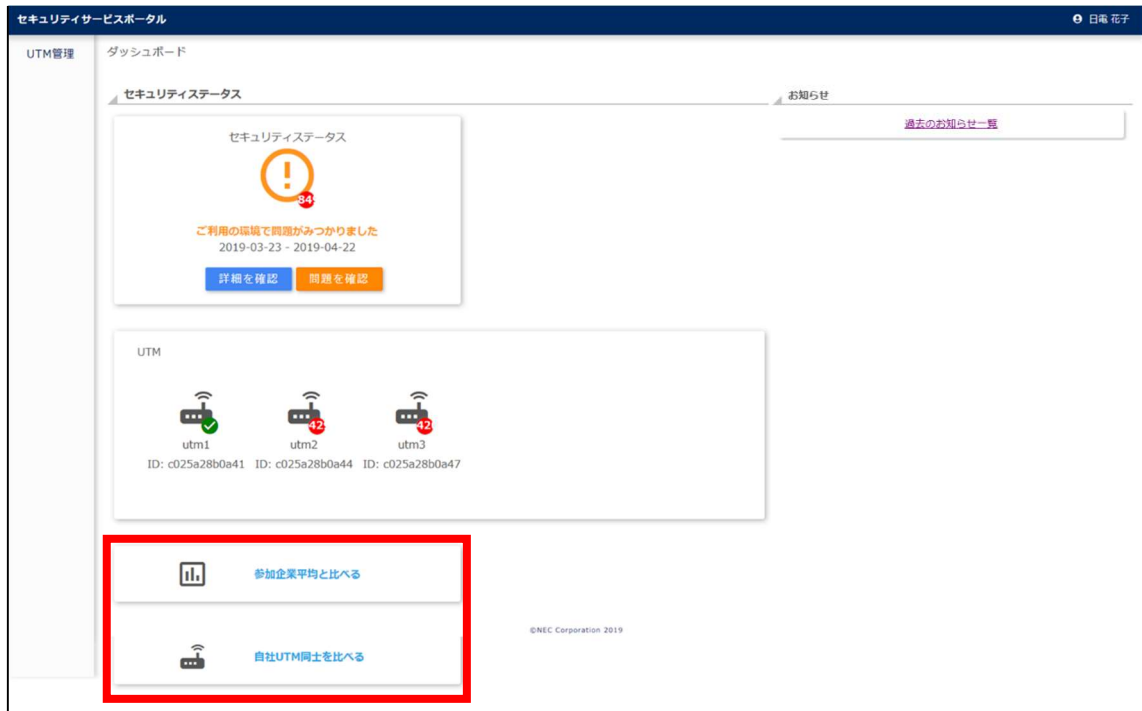 セキュリティサービスポータル
日電 花子
UTM管理
ダッシュボード
セキュリティステータス
お知らせ
過去のお知らせ一覧
セキュリティステータス
84
ご利用の環境で問題がみつかりました
2019-03-23 - 2019-04-22
詳細を確認
問題を確認
UTM
42
42
utm1
utm2
utm3
ID: c025a28b0a41
ID: c025a28b0a44
ID: c025a28b0a47
参加企業平均と比べる
©NEC Corporation 2019
自社UTM同士を比べる